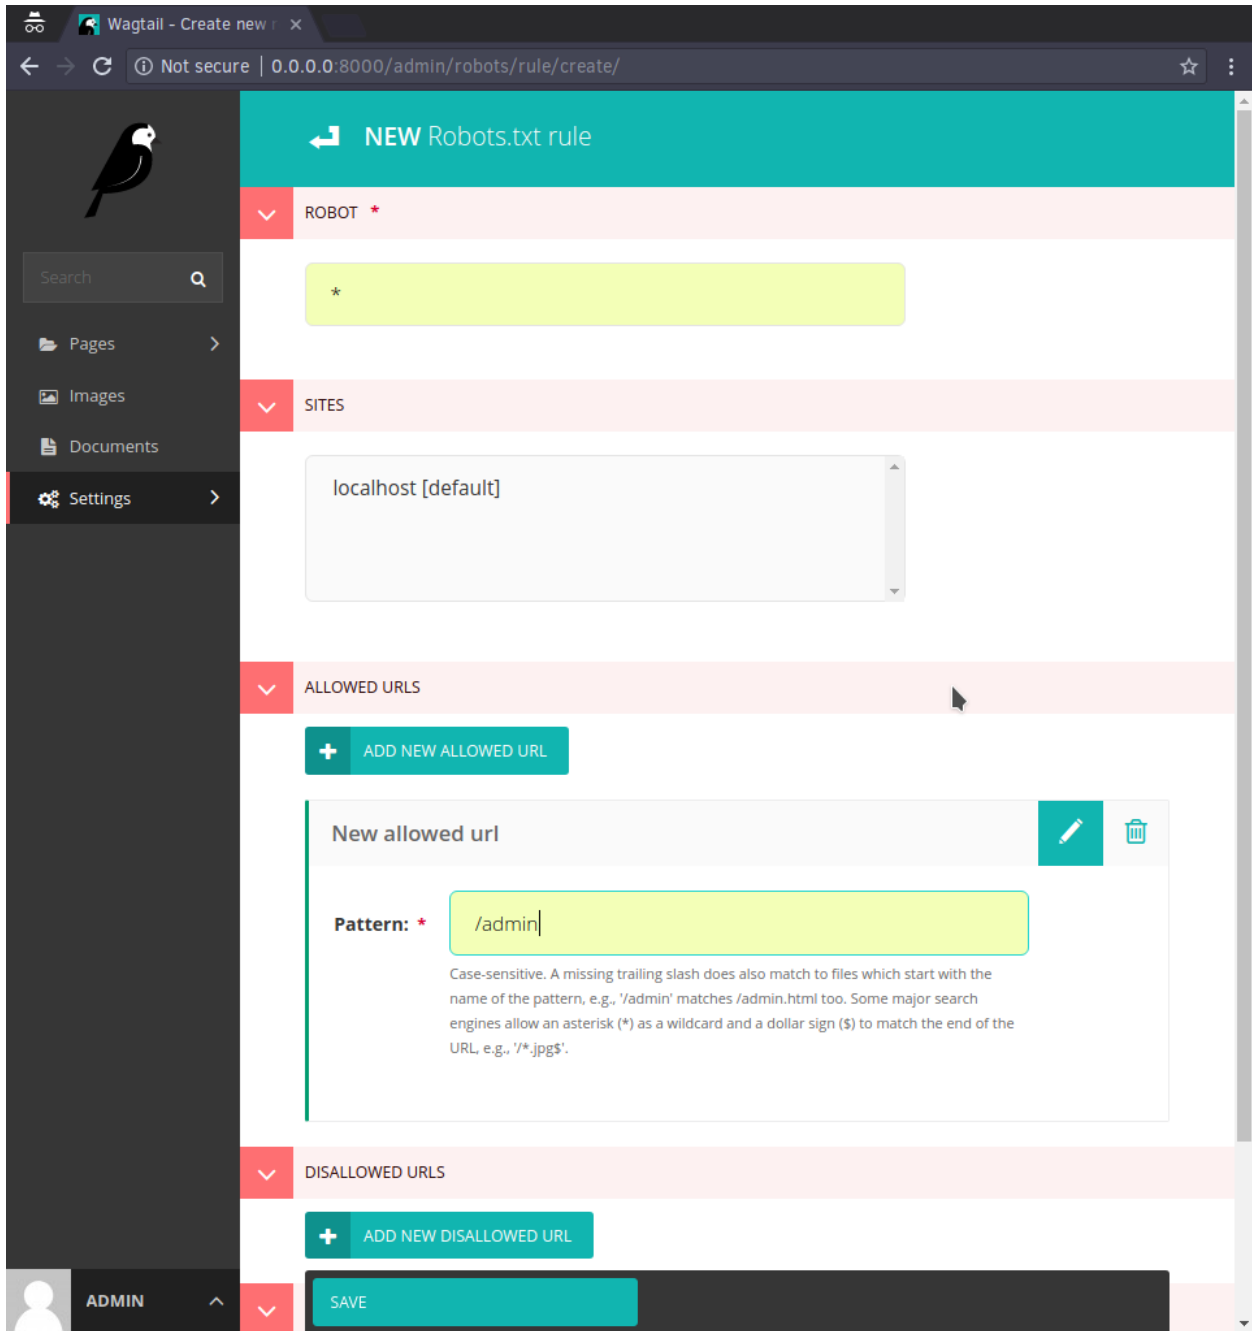 Wagtail - Create new r
Not secure | 0.0.0.0:8000/admin/robots/rule/create/
NEW Robots.txt rule
ROBOT *
*
Search
Pages
Images
Documents
Settings
SITES
localhost [default]
ALLOWED URLS
ADD NEW ALLOWED URL
New allowed url
Pattern: *
/admin
Case-sensitive. A missing trailing slash does also match to files which start with the
name of the pattern, e.g., '/admin' matches /admin.html too. Some major search
engines allow an asterisk (*) as a wildcard and a dollar sign ($) to match the end of the
URL, e.g., '/*.jpg$'.
DISALLOWED URLS
ADD NEW DISALLOWED URL
SAVE
ADMIN